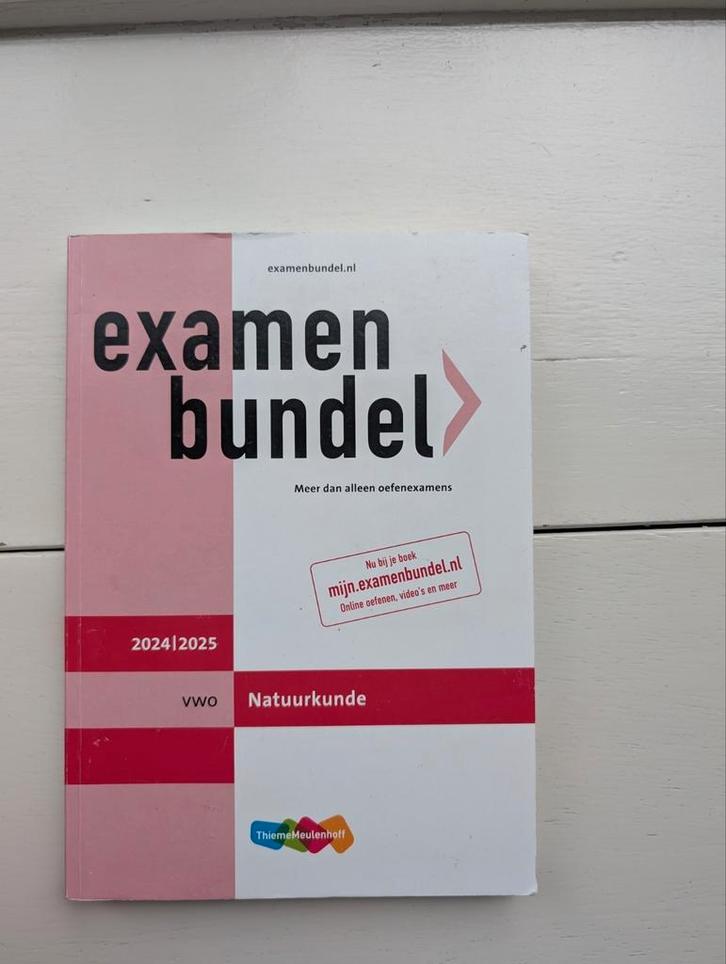 examenbundel.nl
examen
bundel
Meer dan alleen oefenexamens
Nu bij je boek
mijn.examenbundel.nl
Online oefenen, video's en meer
2024|2025
vwo
Natuurkunde
ThiemeMeulenhoff